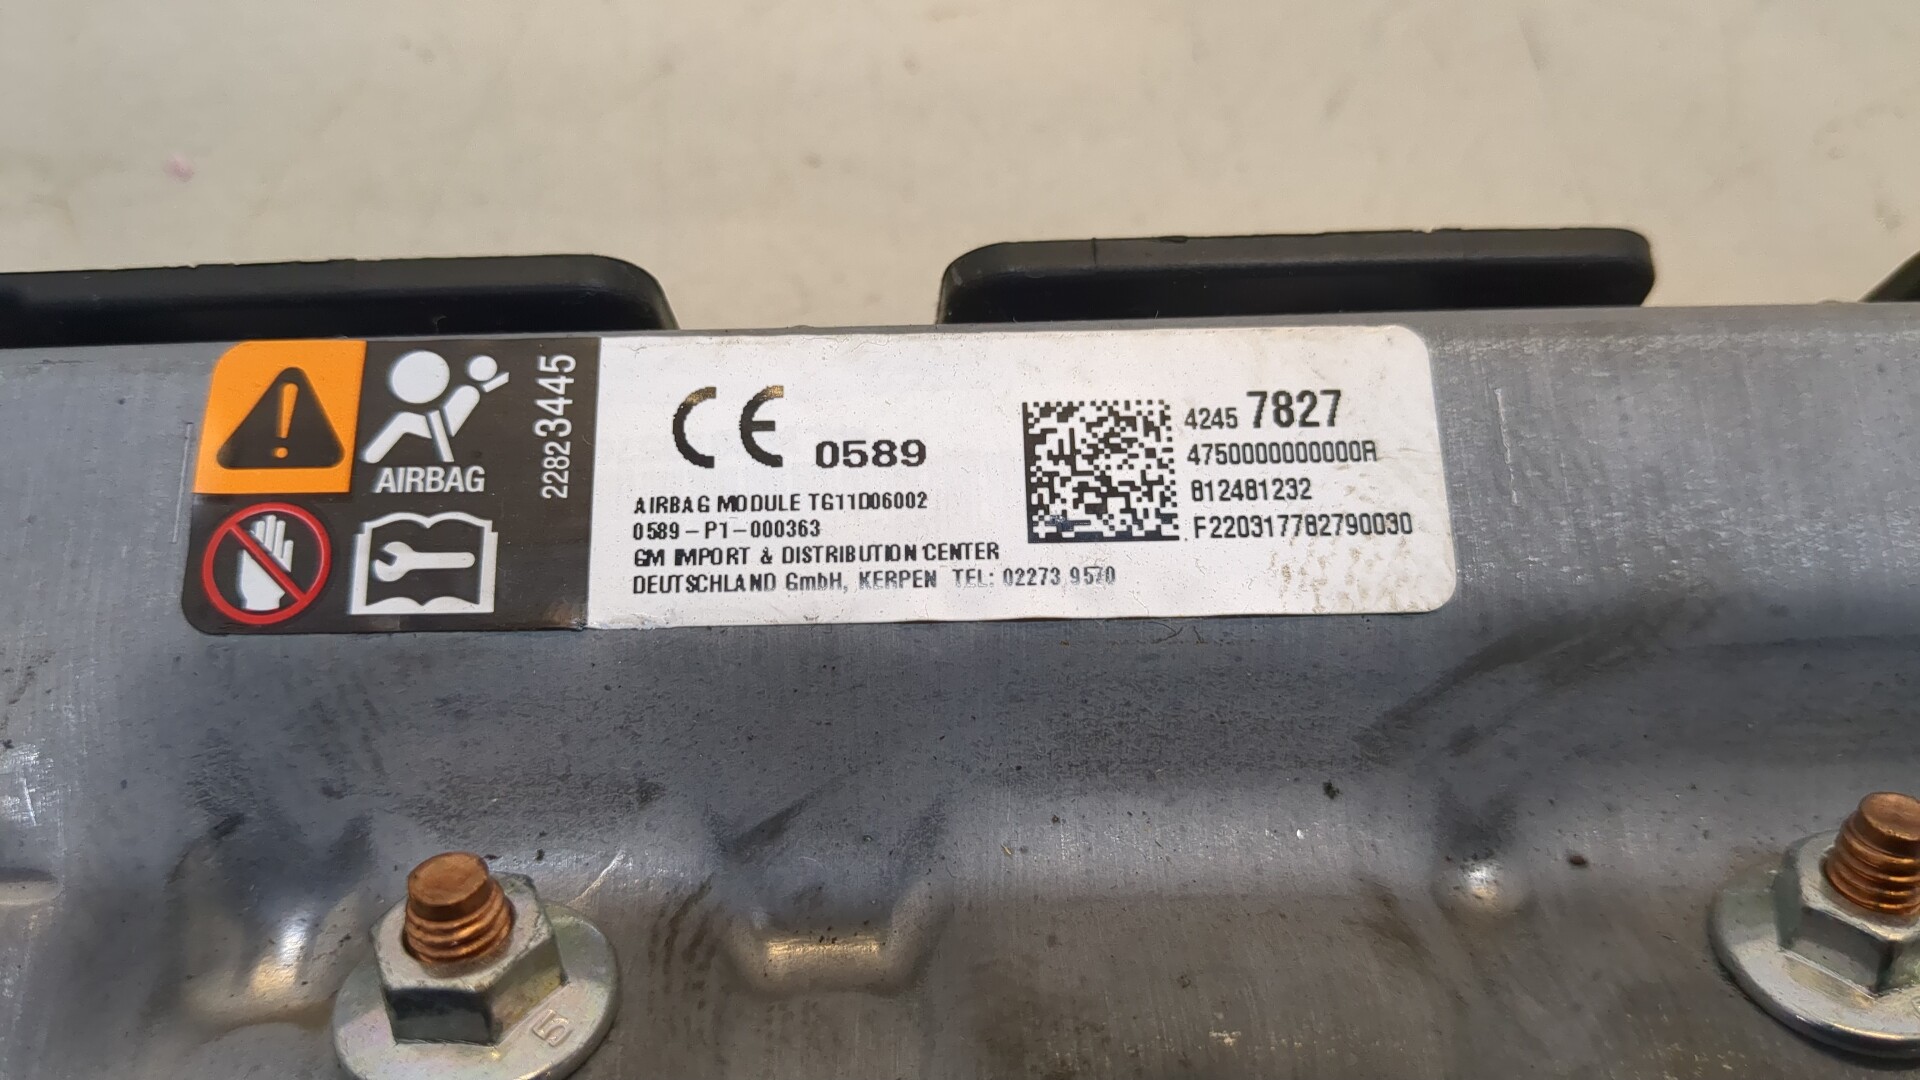 AIRBAG
22823445
CE 0589
AIRBAG MODULE TG11D06002
0589-P1-000363
GM IMPORT & DISTRIBUTION CENTER
DEUTSCHLAND GmbH, KERPEN TEL: 02273 9570
4245 7827
4750000000000R
812481232
F220317782790030
5